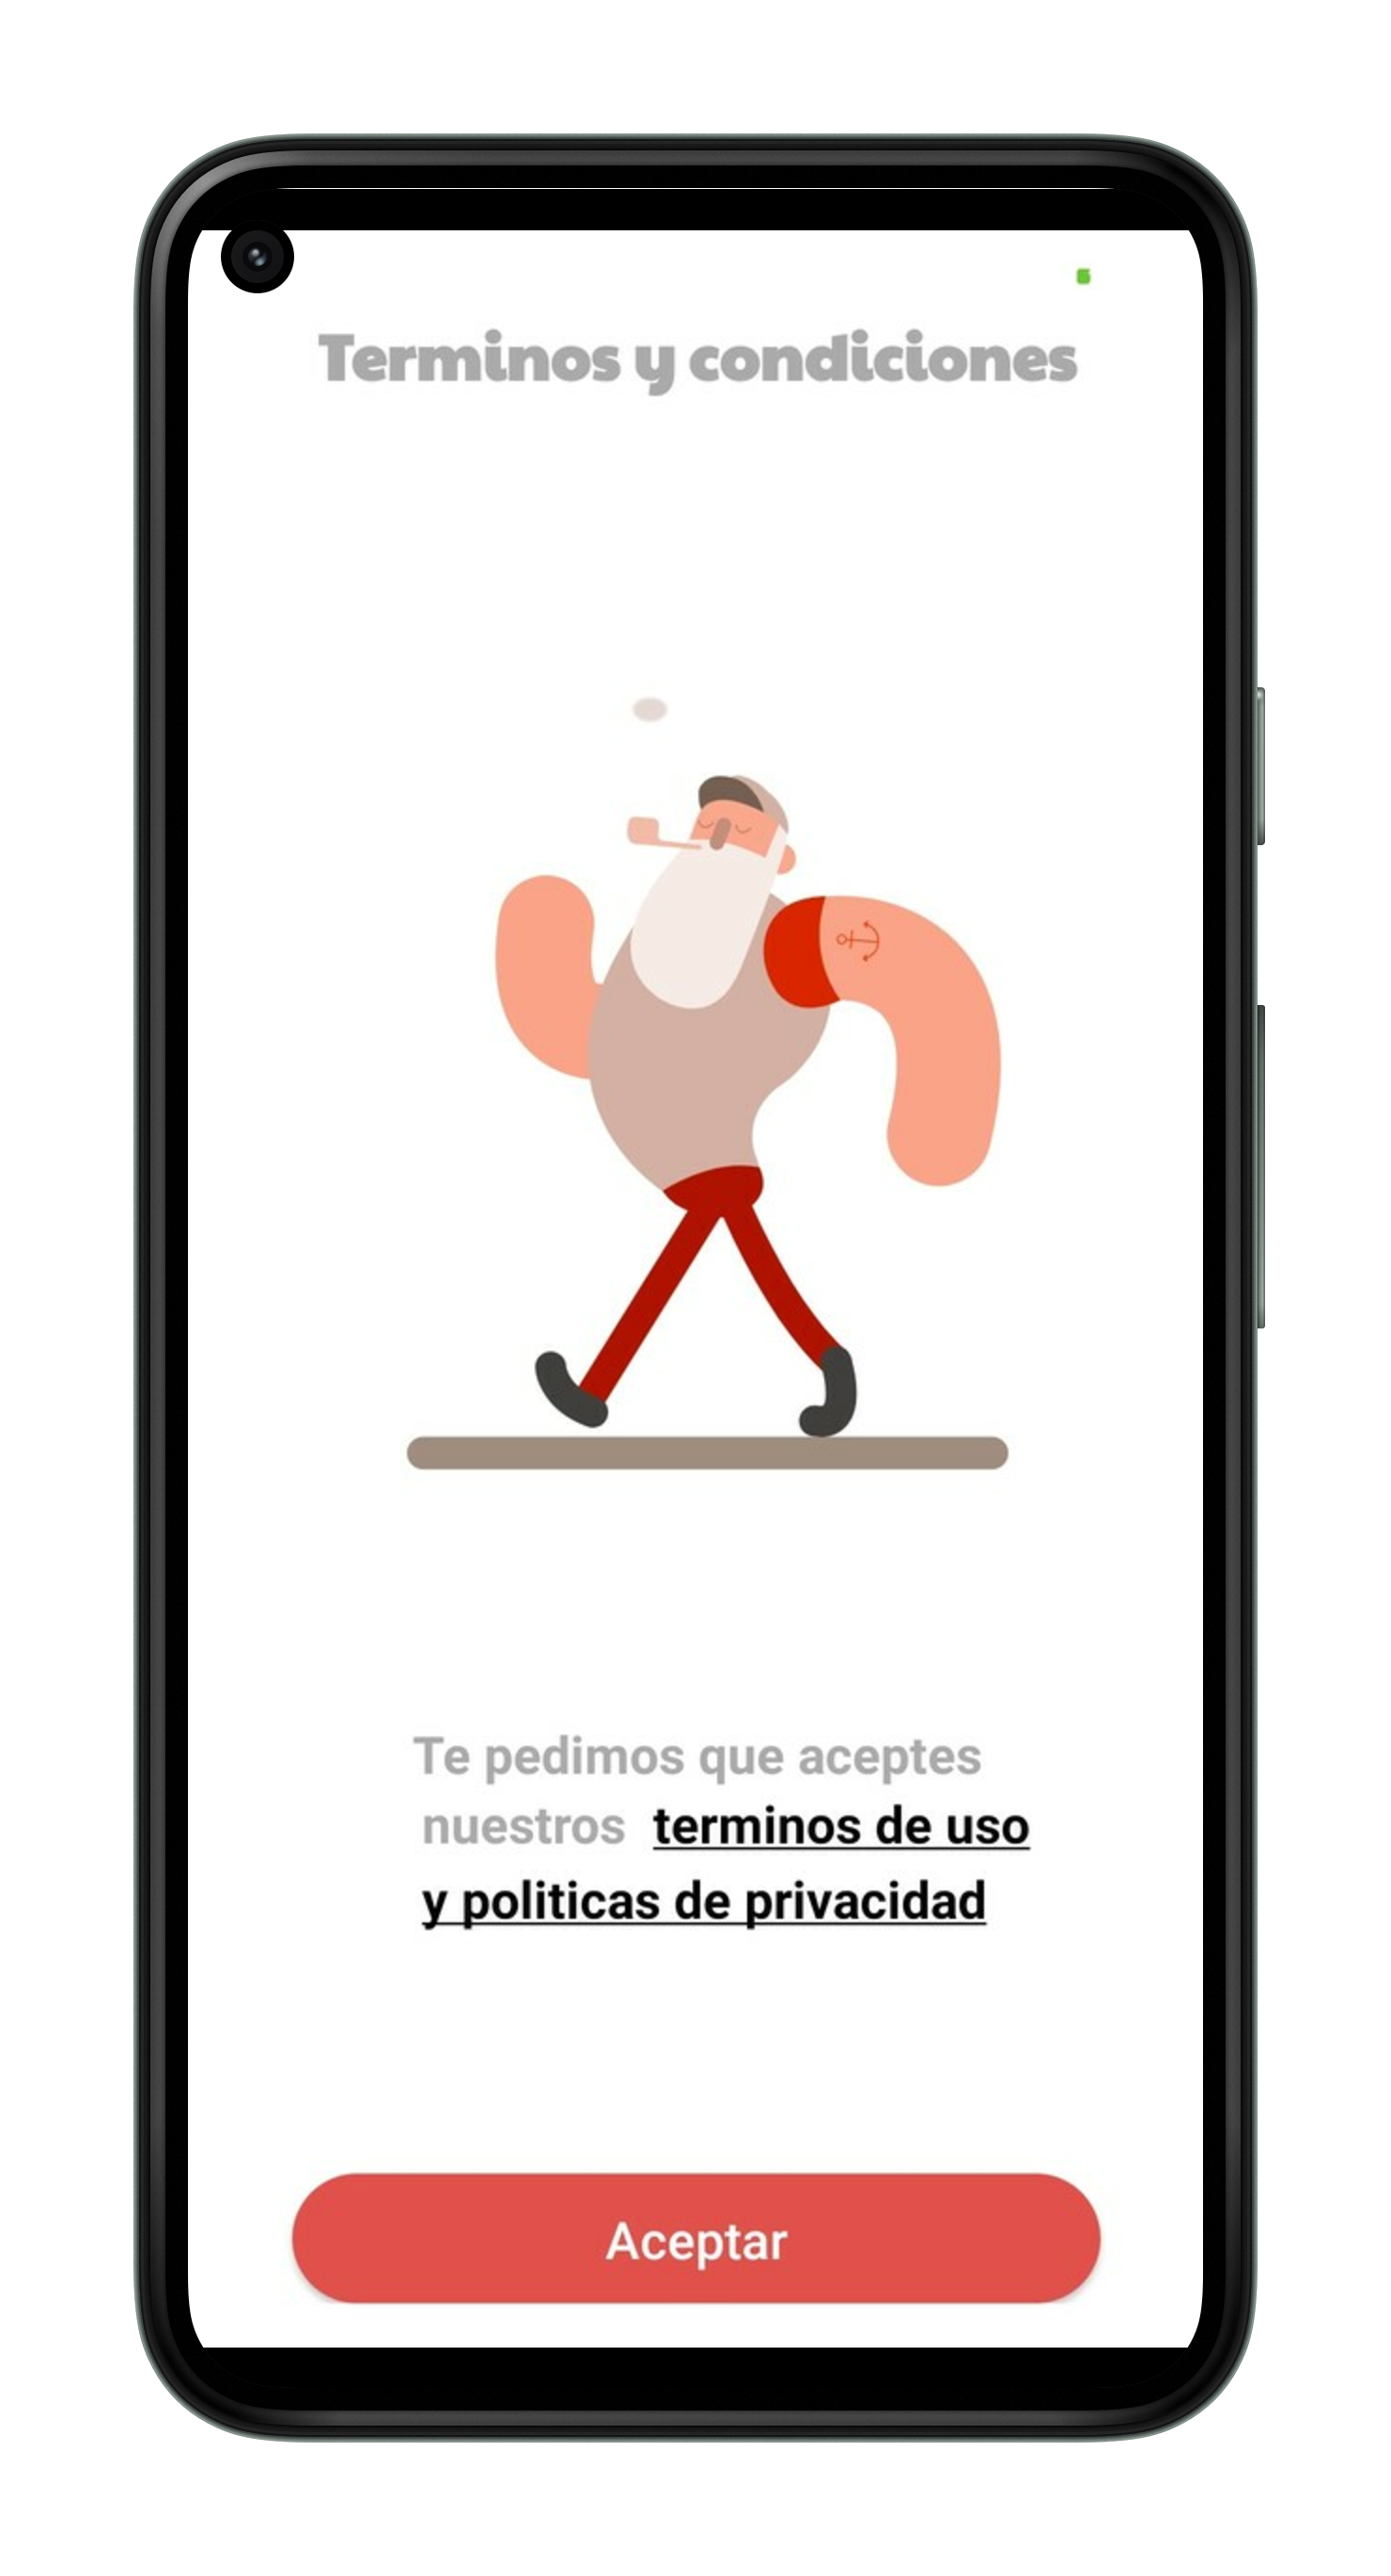 Terminos y condiciones
Te pedimos que aceptes
nuestros terminos de uso
y politicas de privacidad
Aceptar